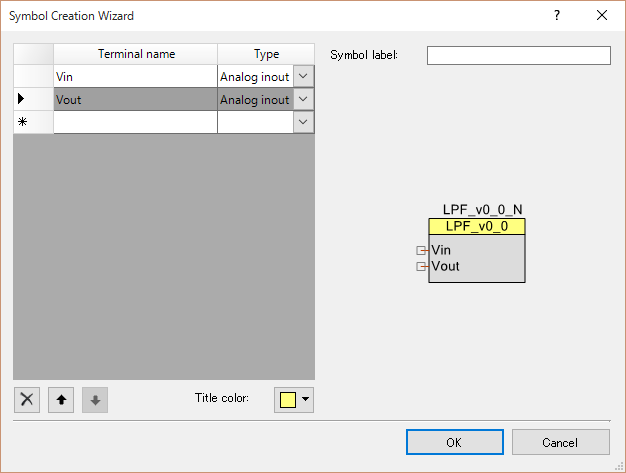 Symbol Creation Wizard
?
Terminal name Type
Vin Analog inout
Vout Analog inout
*
Symbol label:
LPF_v0_0_N
LPF_v0_0
Vin
Vout
Title color:
OK Cancel